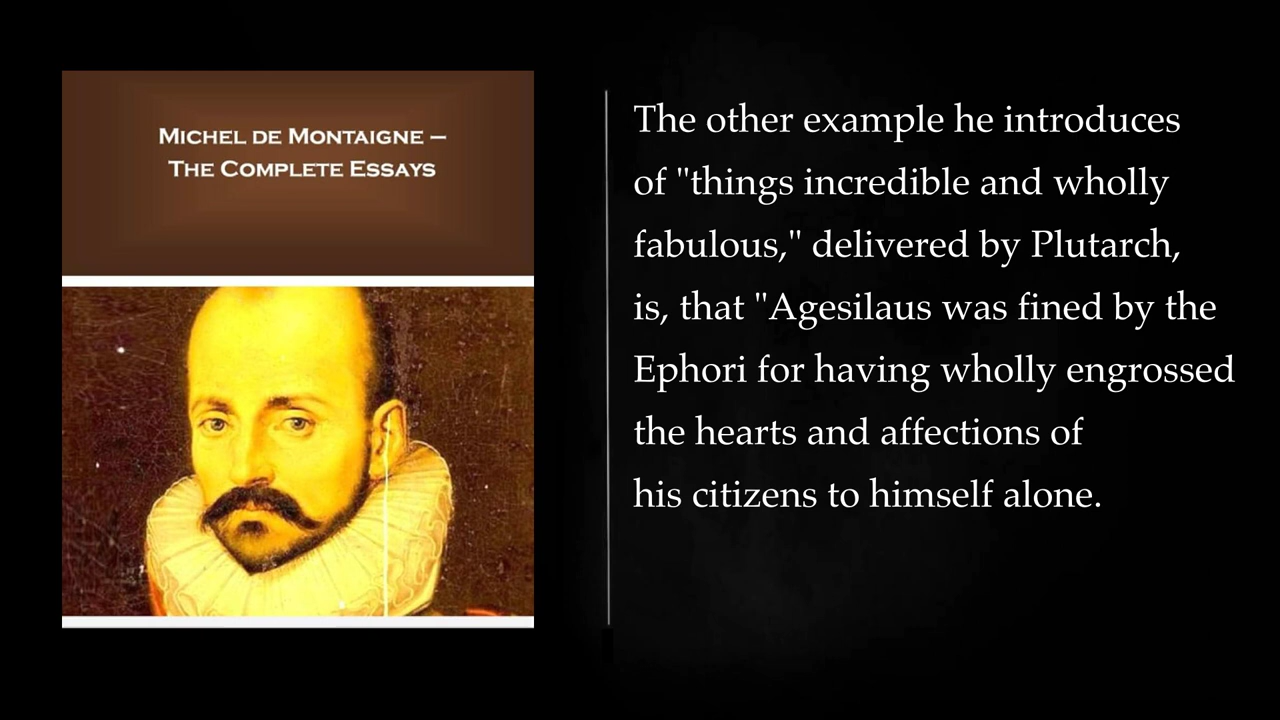 MICHEL DE MONTAIGNE –
THE COMPLETE ESSAYS
The other example he introduces
of "things incredible and wholly
fabulous," delivered by Plutarch,
is, that "Agesilaus was fined by the
Ephori for having wholly engrossed
the hearts and affections of
his citizens to himself alone.